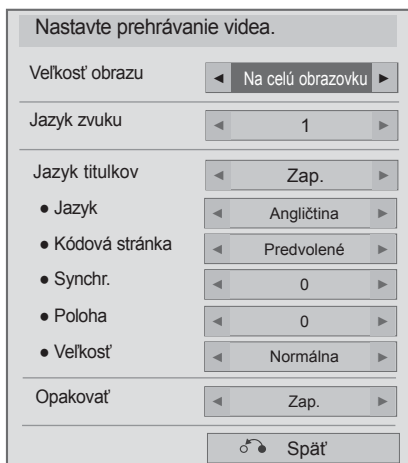 Nastavte prehrávanie videa.
Veľkosť obrazu ◄ Na celú obrazovku ►
Jazyk zvuku ◄ 1 ►
Jazyk titulkov ◄ Zap. ►
● Jazyk ◄ Angličtina ►
● Kódová stránka ◄ Predvolené ►
● Synchr. ◄ 0 ►
● Poloha ◄ 0 ►
● Veľkosť ◄ Normálna ►
Opakovať ◄ Zap. ►
Späť